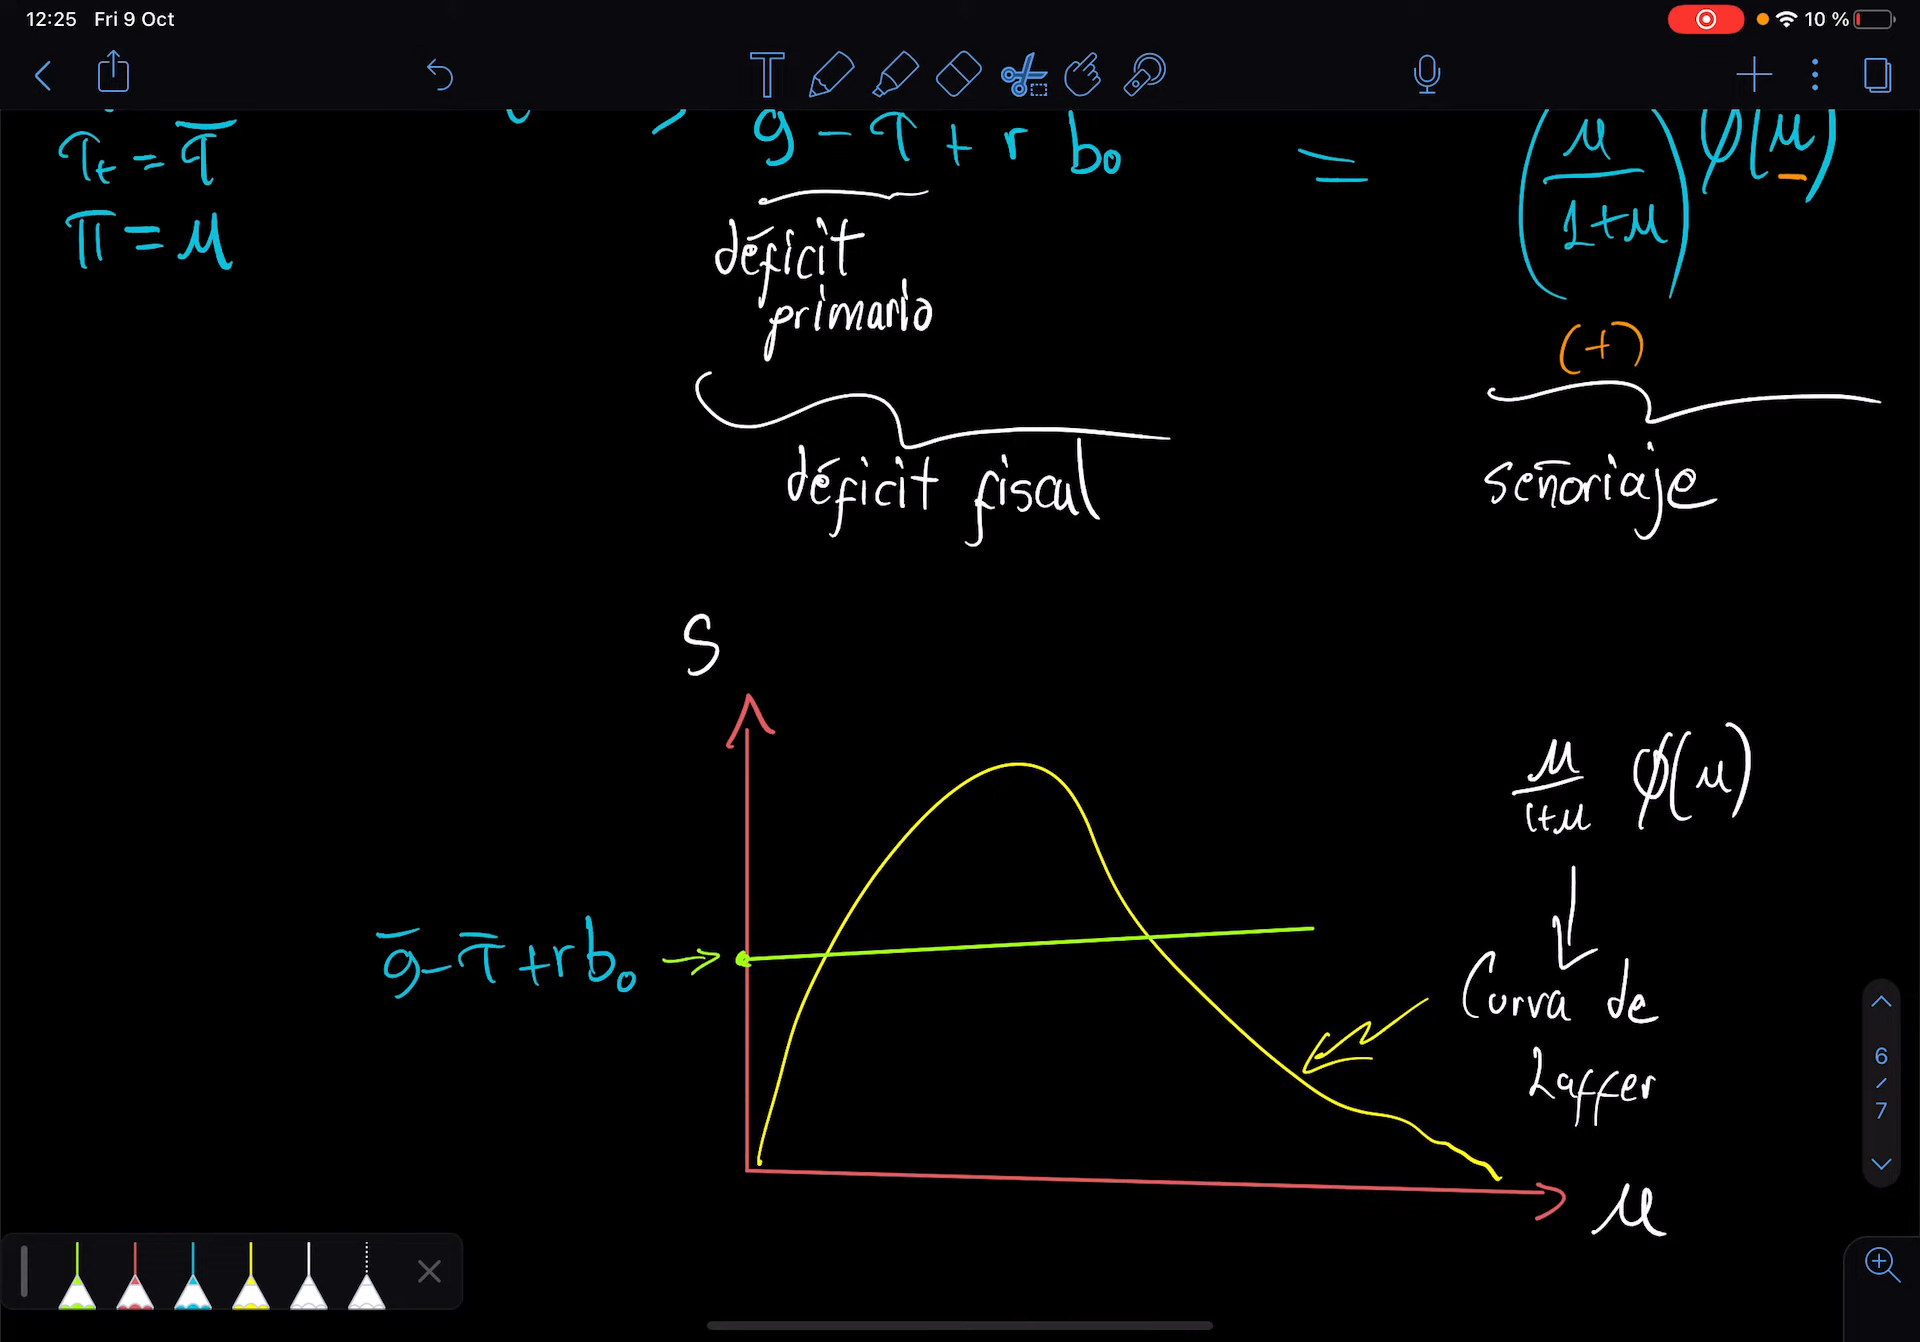 12:25 Fri 9 Oct
10 %
T
g - τ + r b₀ = (μ / 1+μ) φ(μ)
τₜ = τ̅
π = μ
déficit
primario
(+)
déficit fiscal
señoriaje
S
μ / 1+μ φ(μ)
g̅ - τ̅ + r b₀
Curva de
Laffer
μ
6
/
7